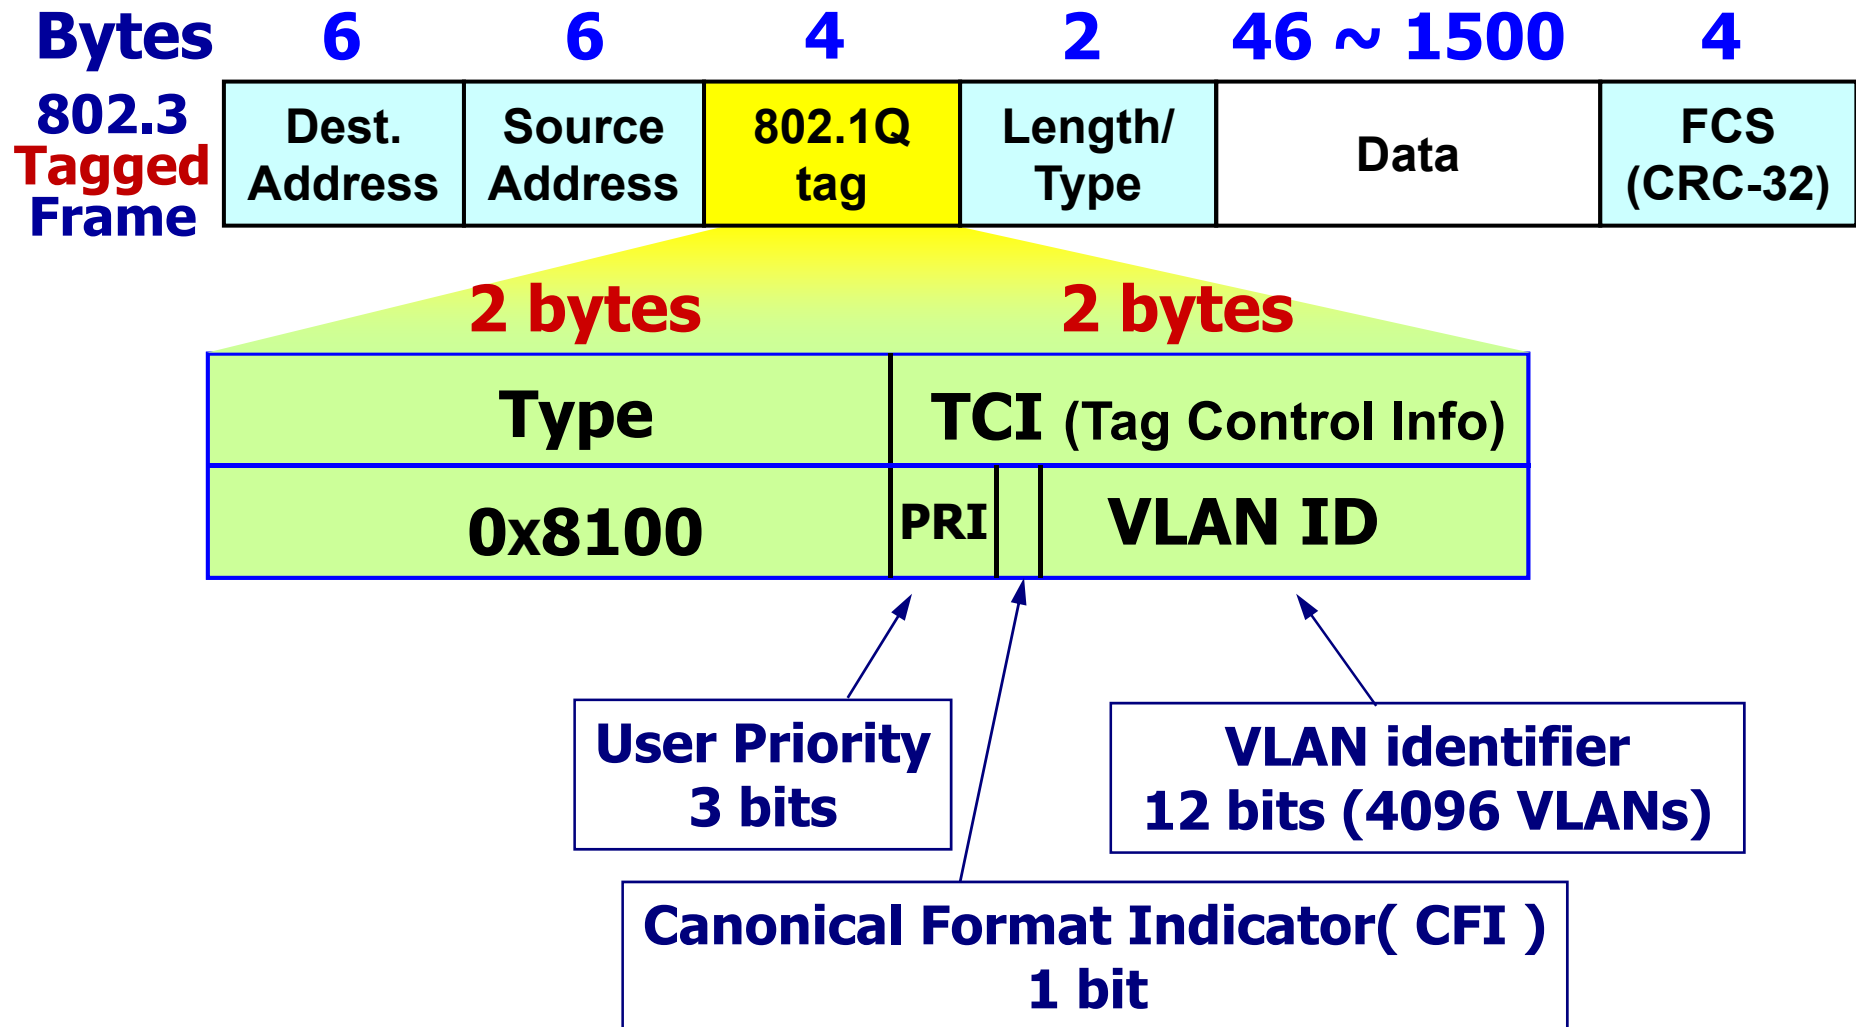 Bytes 6 6 4 2 46 ~ 1500 4
802.3
Tagged
Frame
Dest.
Address
Source
Address
802.1Q
tag
Length/
Type
Data
FCS
(CRC-32)
2 bytes 2 bytes
Type TCI (Tag Control Info)
0x8100 PRI VLAN ID
User Priority
3 bits
VLAN identifier
12 bits (4096 VLANs)
Canonical Format Indicator( CFI )
1 bit